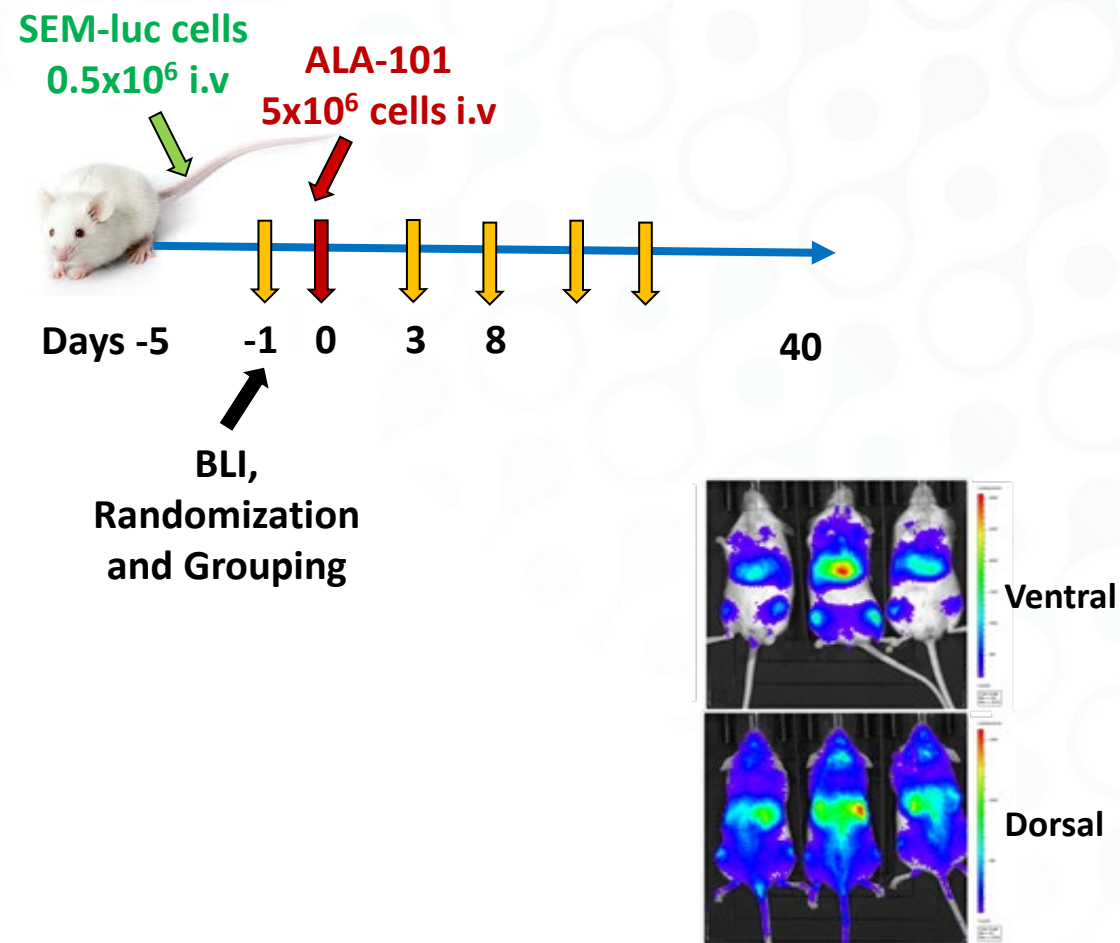 SEM-luc cells
0.5x10⁶ i.v
ALA-101
5x10⁶ cells i.v
Days -5 -1 0 3 8 40
BLI,
Randomization
and Grouping
Ventral
Dorsal